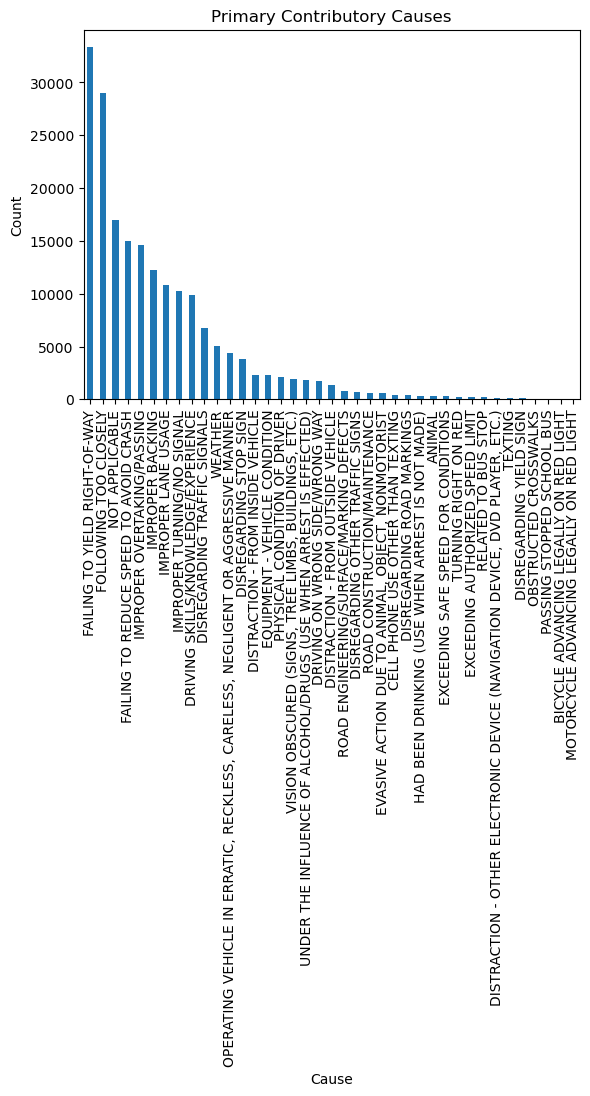 Primary Contributory Causes
Count
30000
25000
20000
15000
10000
5000
0
FAILING TO YIELD RIGHT-OF-WAY
FOLLOWING TOO CLOSELY
NOT APPLICABLE
FAILING TO REDUCE SPEED TO AVOID CRASH
IMPROPER OVERTAKING/PASSING
IMPROPER BACKING
IMPROPER LANE USAGE
IMPROPER TURNING/NO SIGNAL
DRIVING SKILLS/KNOWLEDGE/EXPERIENCE
DISREGARDING TRAFFIC SIGNALS
WEATHER
OPERATING VEHICLE IN ERRATIC, RECKLESS, CARELESS, NEGLIGENT OR AGGRESSIVE MANNER
DISREGARDING STOP SIGN
DISTRACTION - FROM INSIDE VEHICLE
EQUIPMENT - VEHICLE CONDITION
PHYSICAL CONDITION OF DRIVER
VISION OBSCURED (SIGNS, TREE LIMBS, BUILDINGS, ETC.)
UNDER THE INFLUENCE OF ALCOHOL/DRUGS (USE WHEN ARREST IS EFFECTED)
DRIVING ON WRONG SIDE/WRONG WAY
DISTRACTION - FROM OUTSIDE VEHICLE
ROAD ENGINEERING/SURFACE/MARKING DEFECTS
DISREGARDING OTHER TRAFFIC SIGNS
ROAD CONSTRUCTION/MAINTENANCE
EVASIVE ACTION DUE TO ANIMAL, OBJECT, NONMOTORIST
CELL PHONE USE OTHER THAN TEXTING
DISREGARDING ROAD MARKINGS
HAD BEEN DRINKING (USE WHEN ARREST IS NOT MADE)
ANIMAL
EXCEEDING SAFE SPEED FOR CONDITIONS
TURNING RIGHT ON RED
EXCEEDING AUTHORIZED SPEED LIMIT
RELATED TO BUS STOP
DISTRACTION - OTHER ELECTRONIC DEVICE (NAVIGATION DEVICE, DVD PLAYER, ETC.)
TEXTING
DISREGARDING YIELD SIGN
OBSTRUCTED CROSSWALKS
PASSING STOPPED SCHOOL BUS
BICYCLE ADVANCING LEGALLY ON RED LIGHT
MOTORCYCLE ADVANCING LEGALLY ON RED LIGHT
Cause